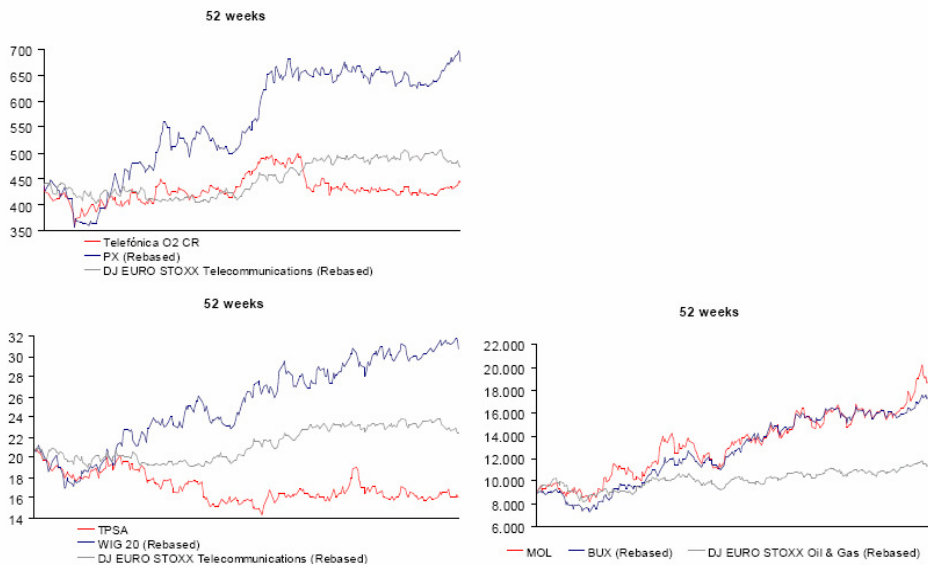 52 weeks
700
650
600
550
500
450
400
350
Telefónica O2 CR
PX (Rebased)
DJ EURO STOXX Telecommunications (Rebased)
52 weeks
32
30
28
26
24
22
20
18
16
14
TPSA
WIG 20 (Rebased)
DJ EURO STOXX Telecommunications (Rebased)
52 weeks
22.000
20.000
18.000
16.000
14.000
12.000
10.000
8.000
6.000
MOL BUX (Rebased) DJ EURO STOXX Oil & Gas (Rebased)